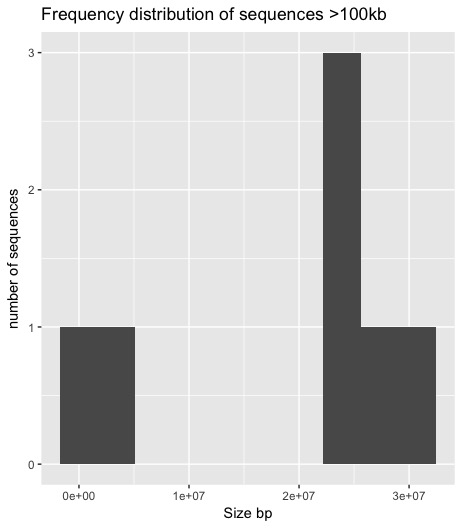 Frequency distribution of sequences >100kb
3
2
1
0
number of sequences
0e+00 1e+07 2e+07 3e+07
Size bp